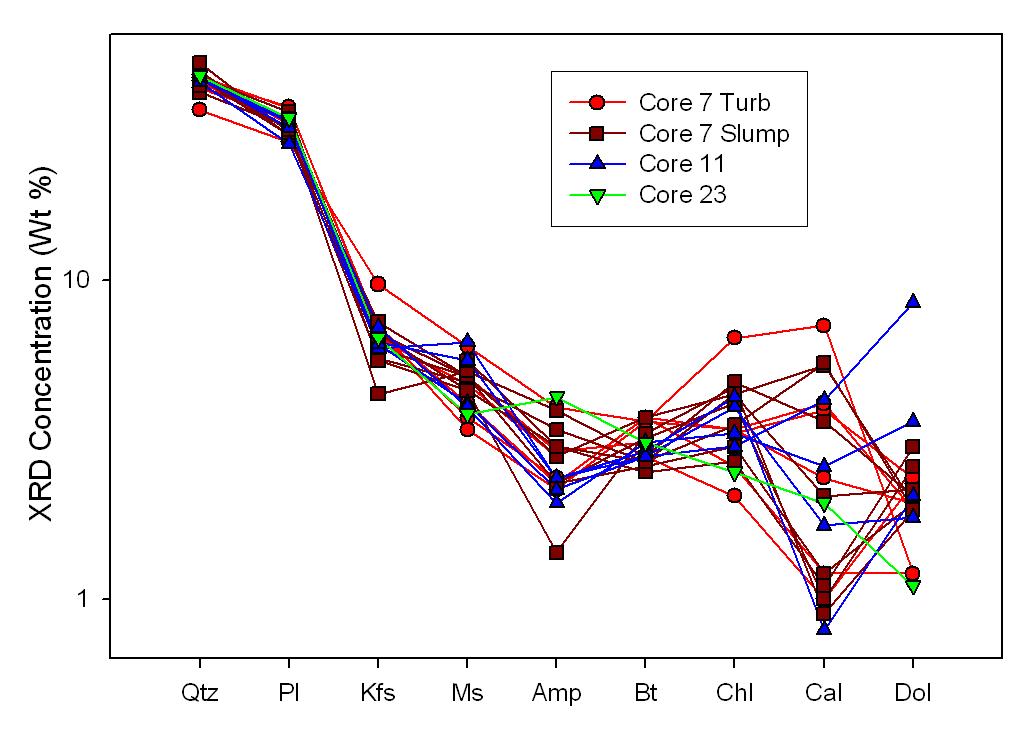 Core 7 Turb
Core 7 Slump
Core 11
Core 23
XRD Concentration (Wt %)
10
1
Qtz Pl Kfs Ms Amp Bt Chl Cal Dol